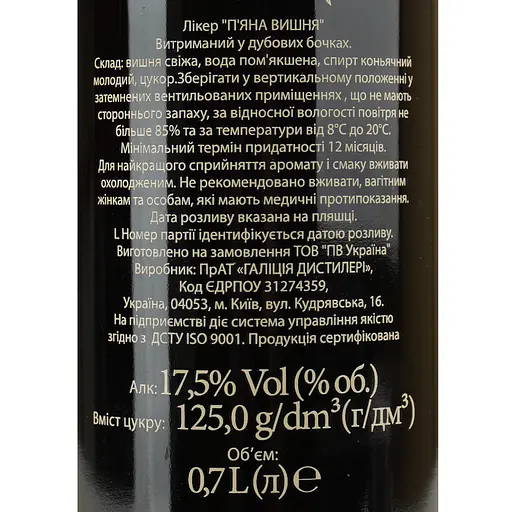 Лікер "П'ЯНА ВИШНЯ"
Витриманий у дубових бочках.
Склад: вишня свіжа, вода пом'якшена, спирт коньячний
молодий, цукор.Зберігати у вертикальному положенні у
затемнених вентильованих приміщеннях , що не мають
стороннього запаху, за відносної вологості повітря не
більше 85% та за температури від 8°С до 20°С.
Мінімальний термін придатності 12 місяців.
Для найкращого сприйняття аромату і смаку вживати
охолодженим. Не рекомендовано вживати, вагітним
жінкам та особам, які мають медичні протипоказання.
Дата розливу вказана на пляшці.
L Номер партії ідентифікується датою розливу.
Виготовлено на замовлення ТОВ "ПВ Україна"
Виробник: ПрАТ «ГАЛІЦІЯ ДИСТИЛЕРІ»,
Код ЄДРПОУ 31274359,
Україна, 04053, м. Київ, вул. Кудрявська, 16.
На підприємстві діє система управління якістю
згідно з ДСТУ ISO 9001. Продукція сертифікована
Алк: 17,5% Vol (% об.)
Вміст цукру: 125,0 g/dm³(г/дм³)
Об'єм:
0,7 L (л) ℮